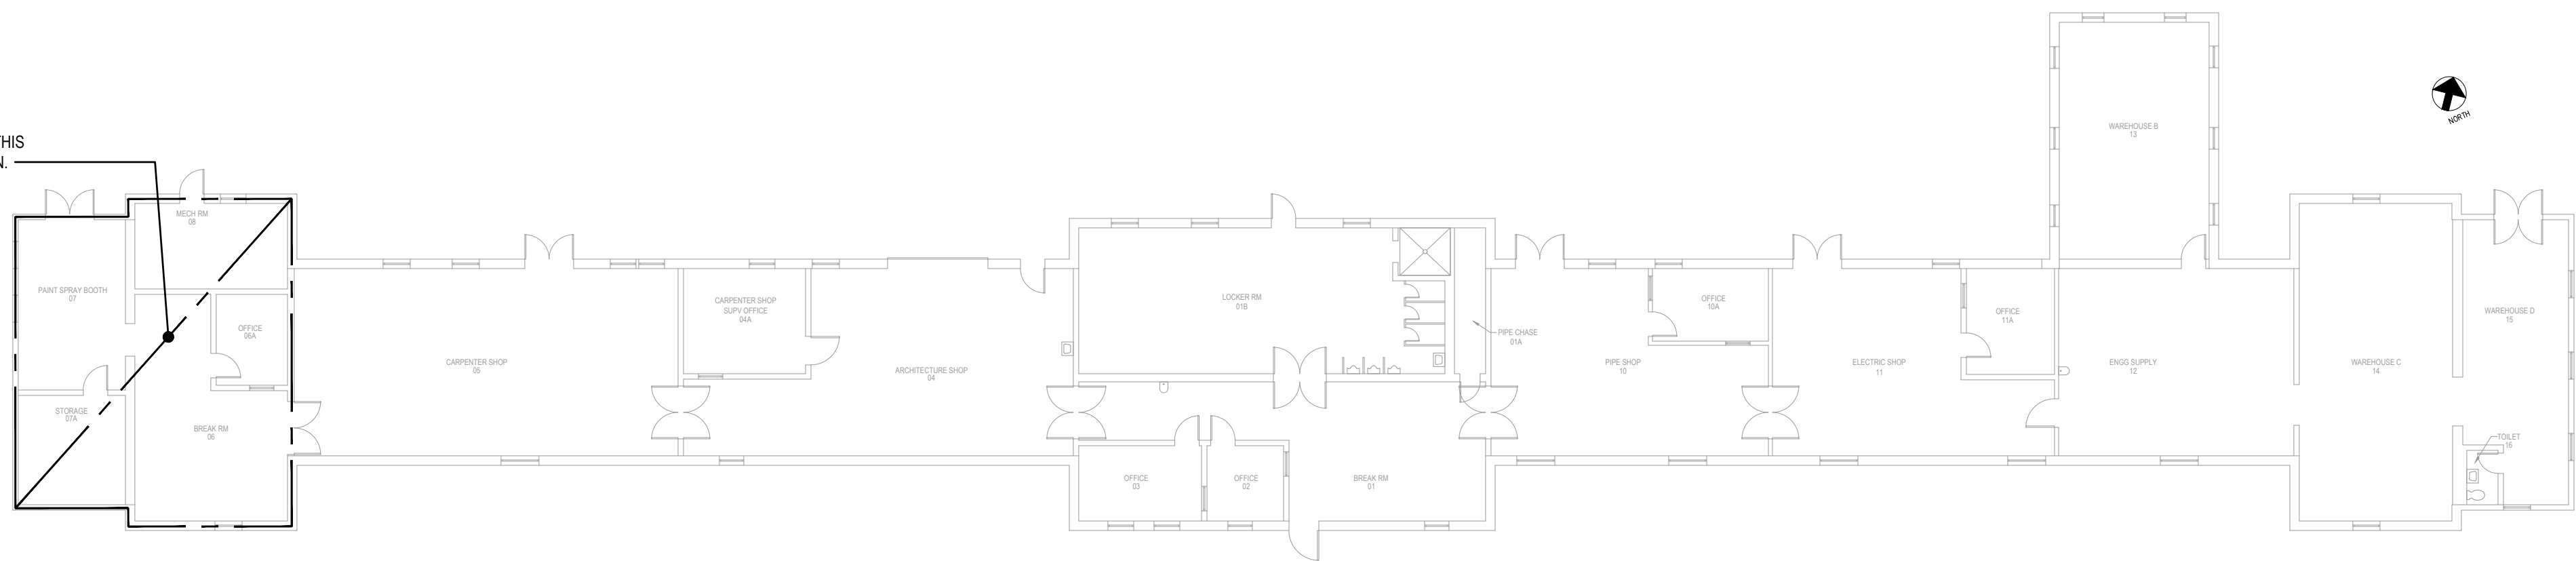 THIS
N.
NORTH
WAREHOUSE B
13
MECH RM
08
PAINT SPRAY BOOTH
07
OFFICE
06A
STORAGE
07A
BREAK RM
06
CARPENTER SHOP
05
CARPENTER SHOP
SUPV OFFICE
04A
ARCHITECTURE SHOP
04
LOCKER RM
01B
PIPE CHASE
01A
OFFICE
03
OFFICE
02
BREAK RM
01
PIPE SHOP
10
OFFICE
10A
ELECTRIC SHOP
11
OFFICE
11A
ENGG SUPPLY
12
WAREHOUSE C
14
WAREHOUSE D
15
TOILET
16